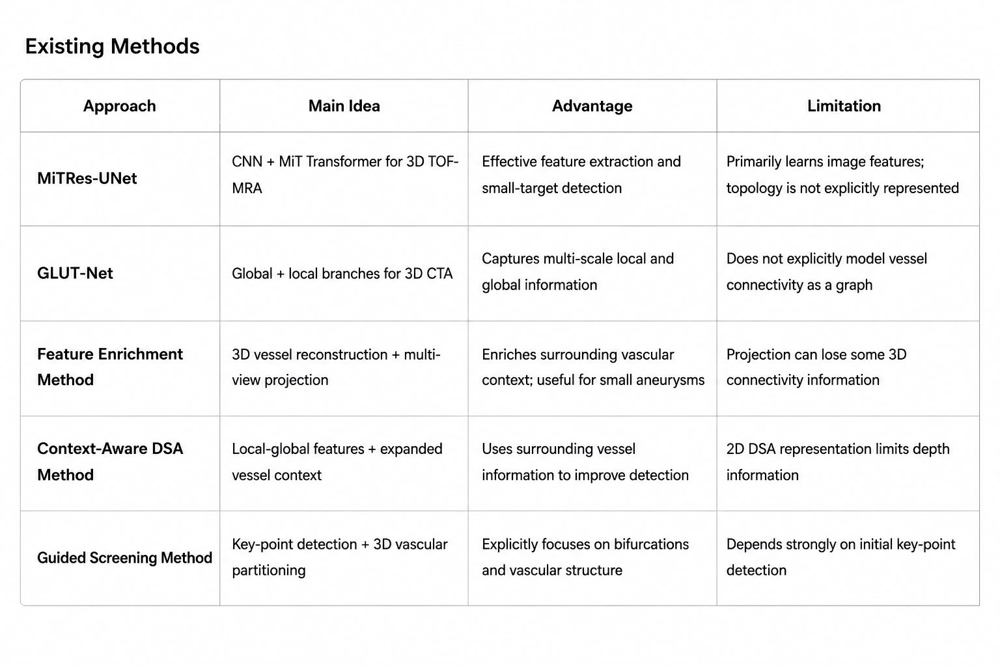 Existing Methods
Approach
Main Idea
Advantage
Limitation
MiTRes-UNet
CNN + MiT Transformer for 3D TOF-
MRA
Effective feature extraction and
small-target detection
Primarily learns image features;
topology is not explicitly represented
GLUT-Net
Global + local branches for 3D CTA
Captures multi-scale local and
global information
Does not explicitly model vessel
connectivity as a graph
Feature Enrichment
Method
3D vessel reconstruction + multi-
view projection
Enriches surrounding vascular
context; useful for small aneurysms
Projection can lose some 3D
connectivity information
Context-Aware DSA
Method
Local-global features + expanded
vessel context
Uses surrounding vessel
information to improve detection
2D DSA representation limits depth
information
Guided Screening Method
Key-point detection + 3D vascular
partitioning
Explicitly focuses on bifurcations
and vascular structure
Depends strongly on initial key-point
detection